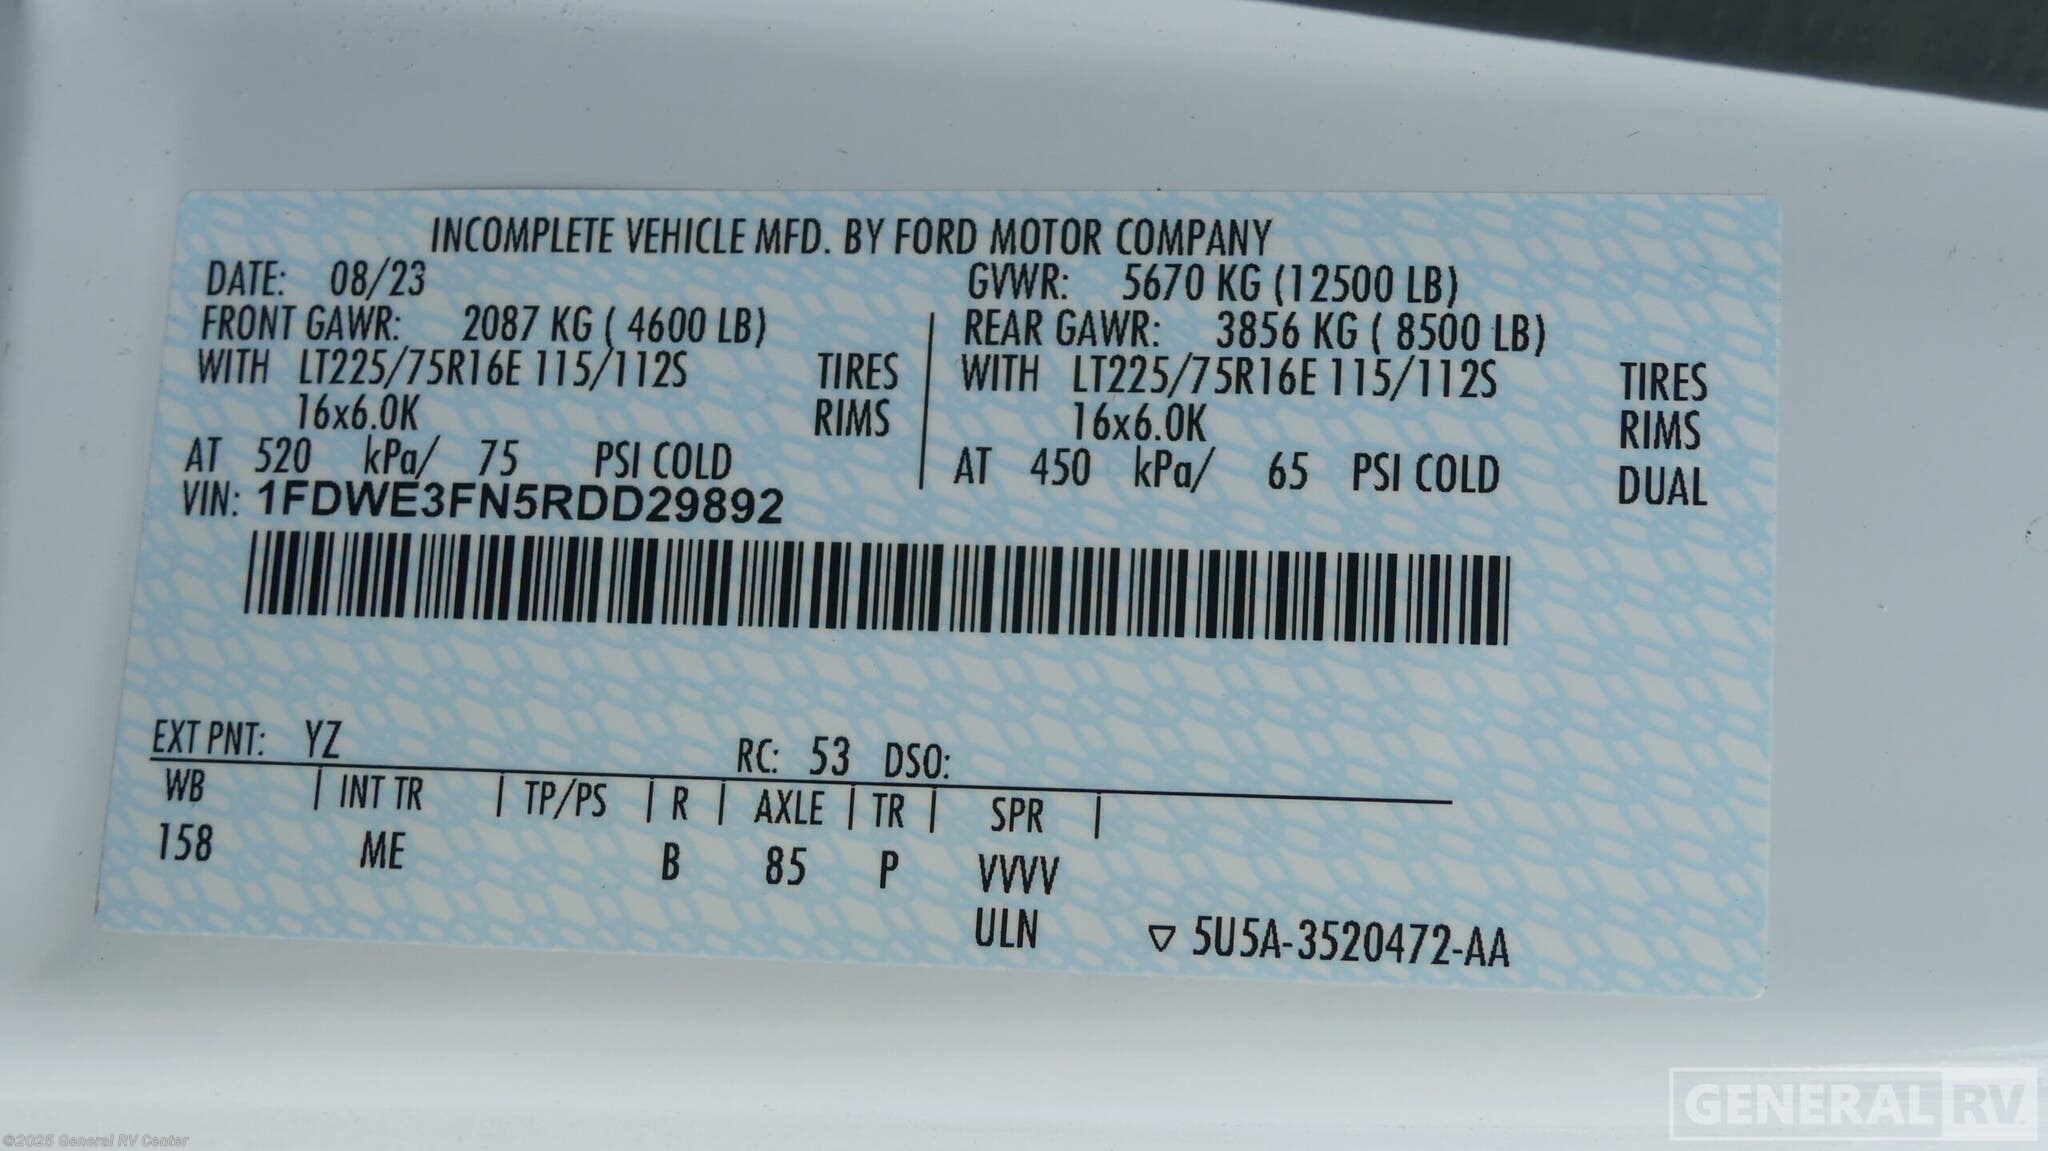 INCOMPLETE VEHICLE MFD. BY FORD MOTOR COMPANY
DATE: 08/23 GVWR: 5670 KG (12500 LB)
FRONT GAWR: 2087 KG ( 4600 LB) REAR GAWR: 3856 KG ( 8500 LB)
WITH LT225/75R16E 115/112S TIRES WITH LT225/75R16E 115/112S TIRES
16x6.0K RIMS 16x6.0K RIMS
AT 520 kPa/ 75 PSI COLD AT 450 kPa/ 65 PSI COLD DUAL
VIN: 1FDWE3FN5RDD29892
EXT PNT: YZ RC: 53 DSO:
WB INT TR TP/PS R AXLE TR SPR
158 ME B 85 P VVVV
ULN ▽ 5U5A-3520472-AA
GENERAL RV
©2025 General RV Center